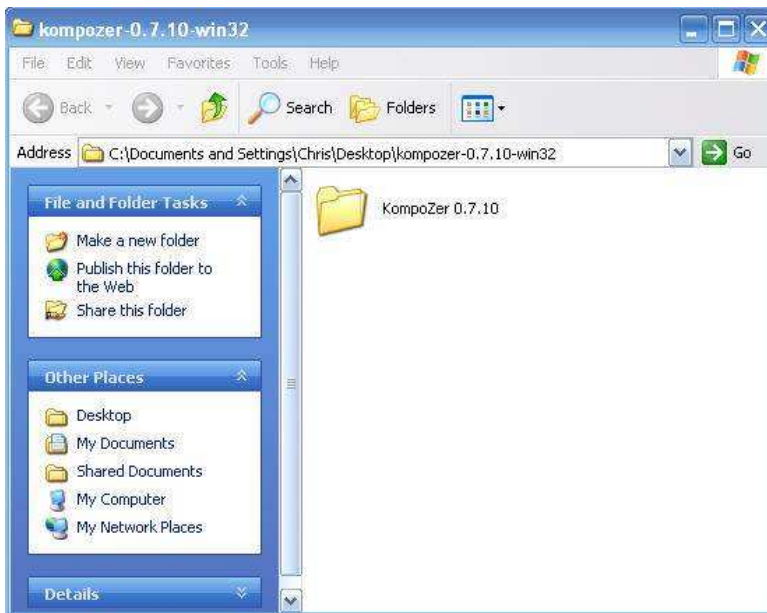 kompozer-0.7.10-win32
File Edit View Favorites Tools Help
Back Search Folders
Address C:\Documents and Settings\Chris\Desktop\kompozer-0.7.10-win32 Go
File and Folder Tasks
Make a new folder
Publish this folder to
the Web
Share this folder
Other Places
Desktop
My Documents
Shared Documents
My Computer
My Network Places
Details
KompoZer 0.7.10